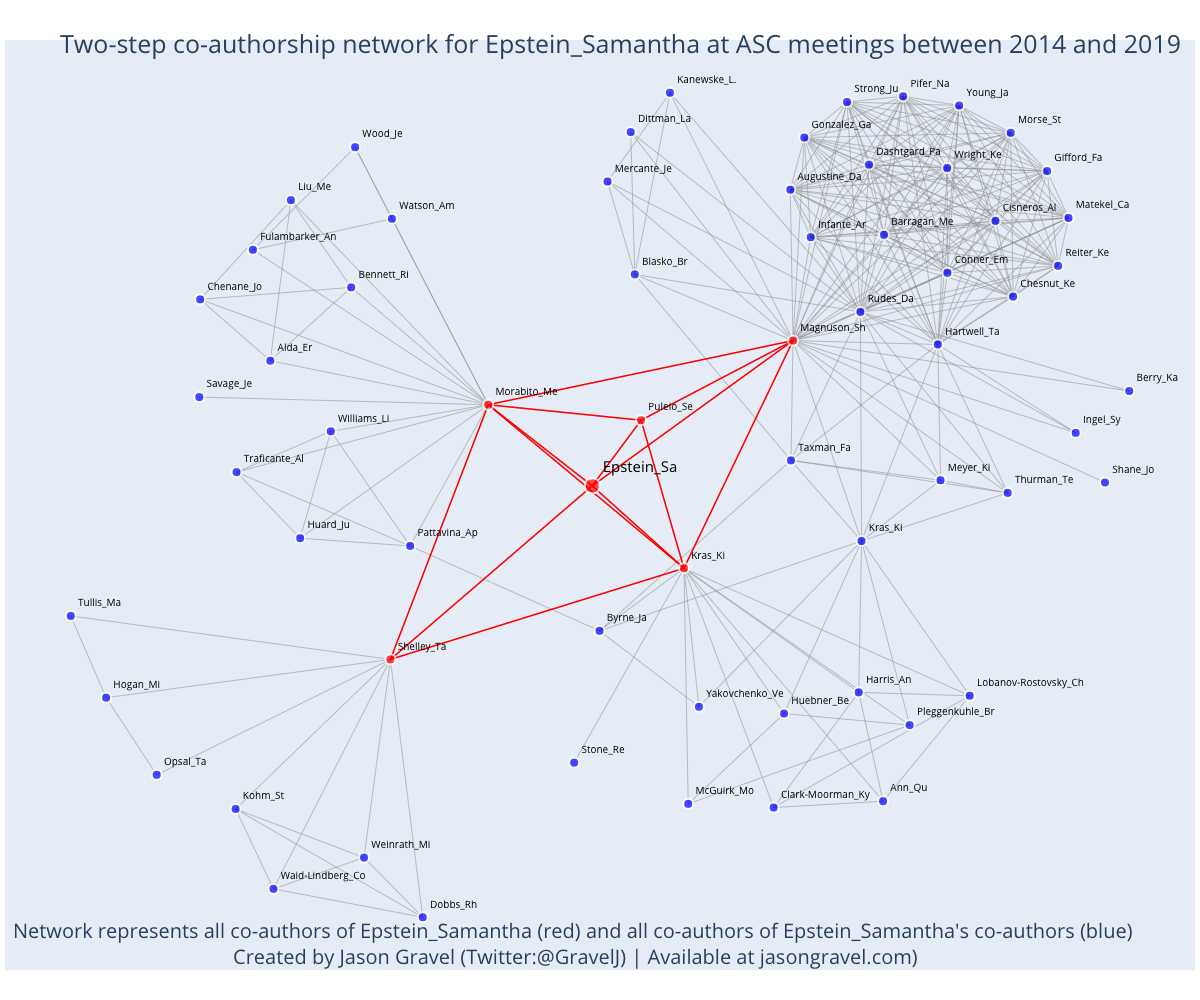 Two-step co-authorship network for Epstein_Samantha at ASC meetings between 2014 and 2019
Kanewske_L.
Strong_Ju
Pifer_Na
Young_Ja
Dittman_La
Gonzalez_Ga
Morse_St
Wood_Je
Dashtgard_Pa
Wright_Ke
Gifford_Fa
Mercante_Je
Augustine_Da
Liu_Me
Watson_Am
Cisneros_Al
Matekel_Ca
Infante_Ar
Barragan_Me
Fulambarker_An
Reiter_Ke
Blasko_Br
Conner_Em
Bennett_Ri
Chesnut_Ke
Chenane_Jo
Rudes_Da
Magnuson_Sh
Hartwell_Ta
Alda_Er
Berry_Ka
Savage_Je
Morabito_Me
Puleio_Se
Williams_Li
Ingel_Sy
Taxman_Fa
Traficante_Al
Epstein_Sa
Meyer_Ki
Shane_Jo
Thurman_Te
Huard_Ju
Pattavina_Ap
Kras_Ki
Kras_Ki
Tullis_Ma
Byrne_Ja
Shelley_Ta
Hogan_Mi
Yakovchenko_Ve
Huebner_Be
Harris_An
Lobanov-Rostovsky_Ch
Pleggenkuhle_Br
Opsal_Ta
Stone_Re
Kohm_St
McGuirk_Mo
Clark-Moorman_Ky
Ann_Qu
Weinrath_Mi
Waid-Lindberg_Co
Dobbs_Rh
Network represents all co-authors of Epstein_Samantha (red) and all co-authors of Epstein_Samantha's co-authors (blue)
Created by Jason Gravel (Twitter:@GravelJ) | Available at jasongravel.com)